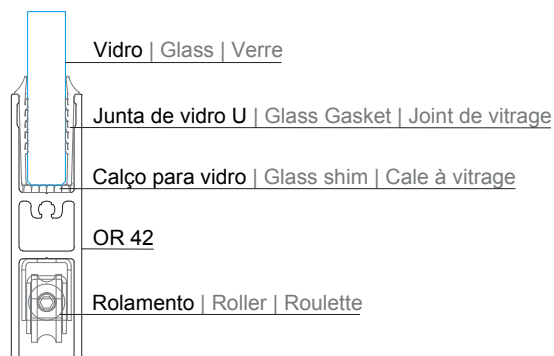 Vidro | Glass | Verre
Junta de vidro U | Glass Gasket | Joint de vitrage
Calço para vidro | Glass shim | Cale à vitrage
OR 42
Rolamento | Roller | Roulette